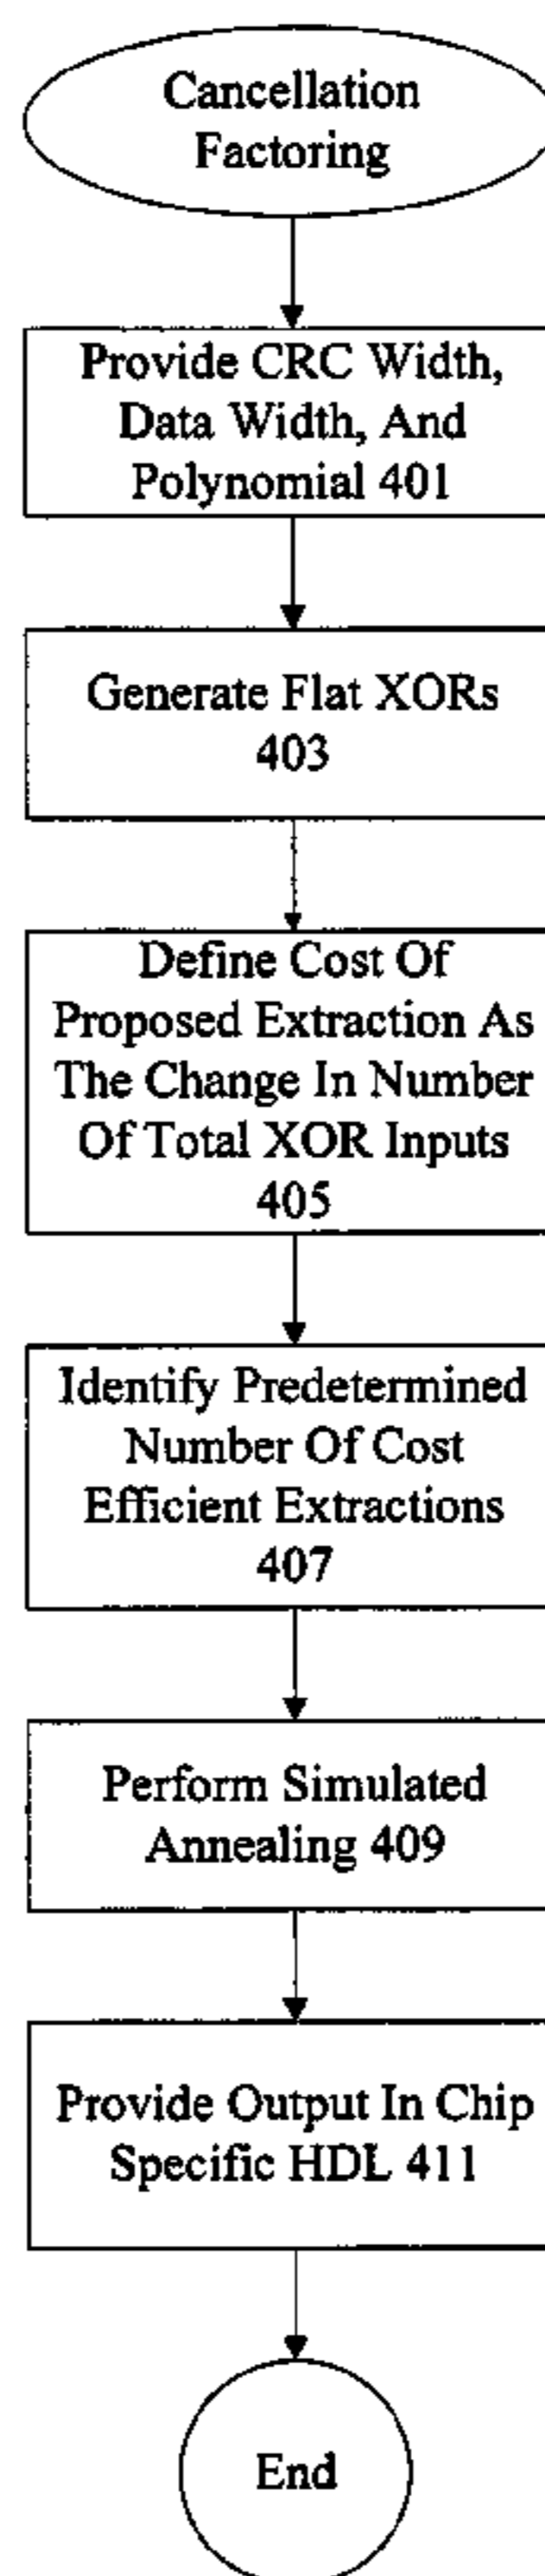 Cancellation
Factoring
Provide CRC Width,
Data Width, And
Polynomial 401
Generate Flat XORs
403
Define Cost Of
Proposed Extraction As
The Change In Number
Of Total XOR Inputs
405
Identify Predetermined
Number Of Cost
Efficient Extractions
407
Perform Simulated
Annealing 409
Provide Output In Chip
Specific HDL 411
End